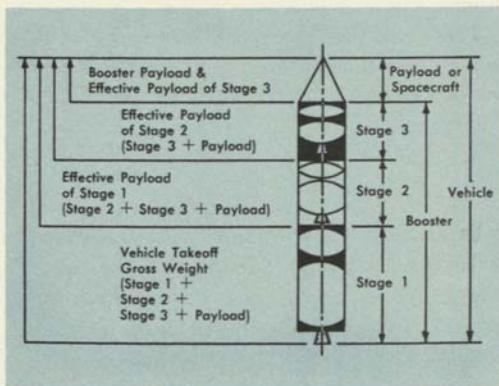 Booster Payload &
Effective Payload of Stage 3
Effective Payload
of Stage 2
(Stage 3 + Payload)
Effective Payload
of Stage 1
(Stage 2 + Stage 3 + Payload)
Vehicle Takeoff
Gross Weight
(Stage 1 +
Stage 2 +
Stage 3 + Payload)
Payload or
Spacecraft
Stage 3
Stage 2
Vehicle
Booster
Stage 1